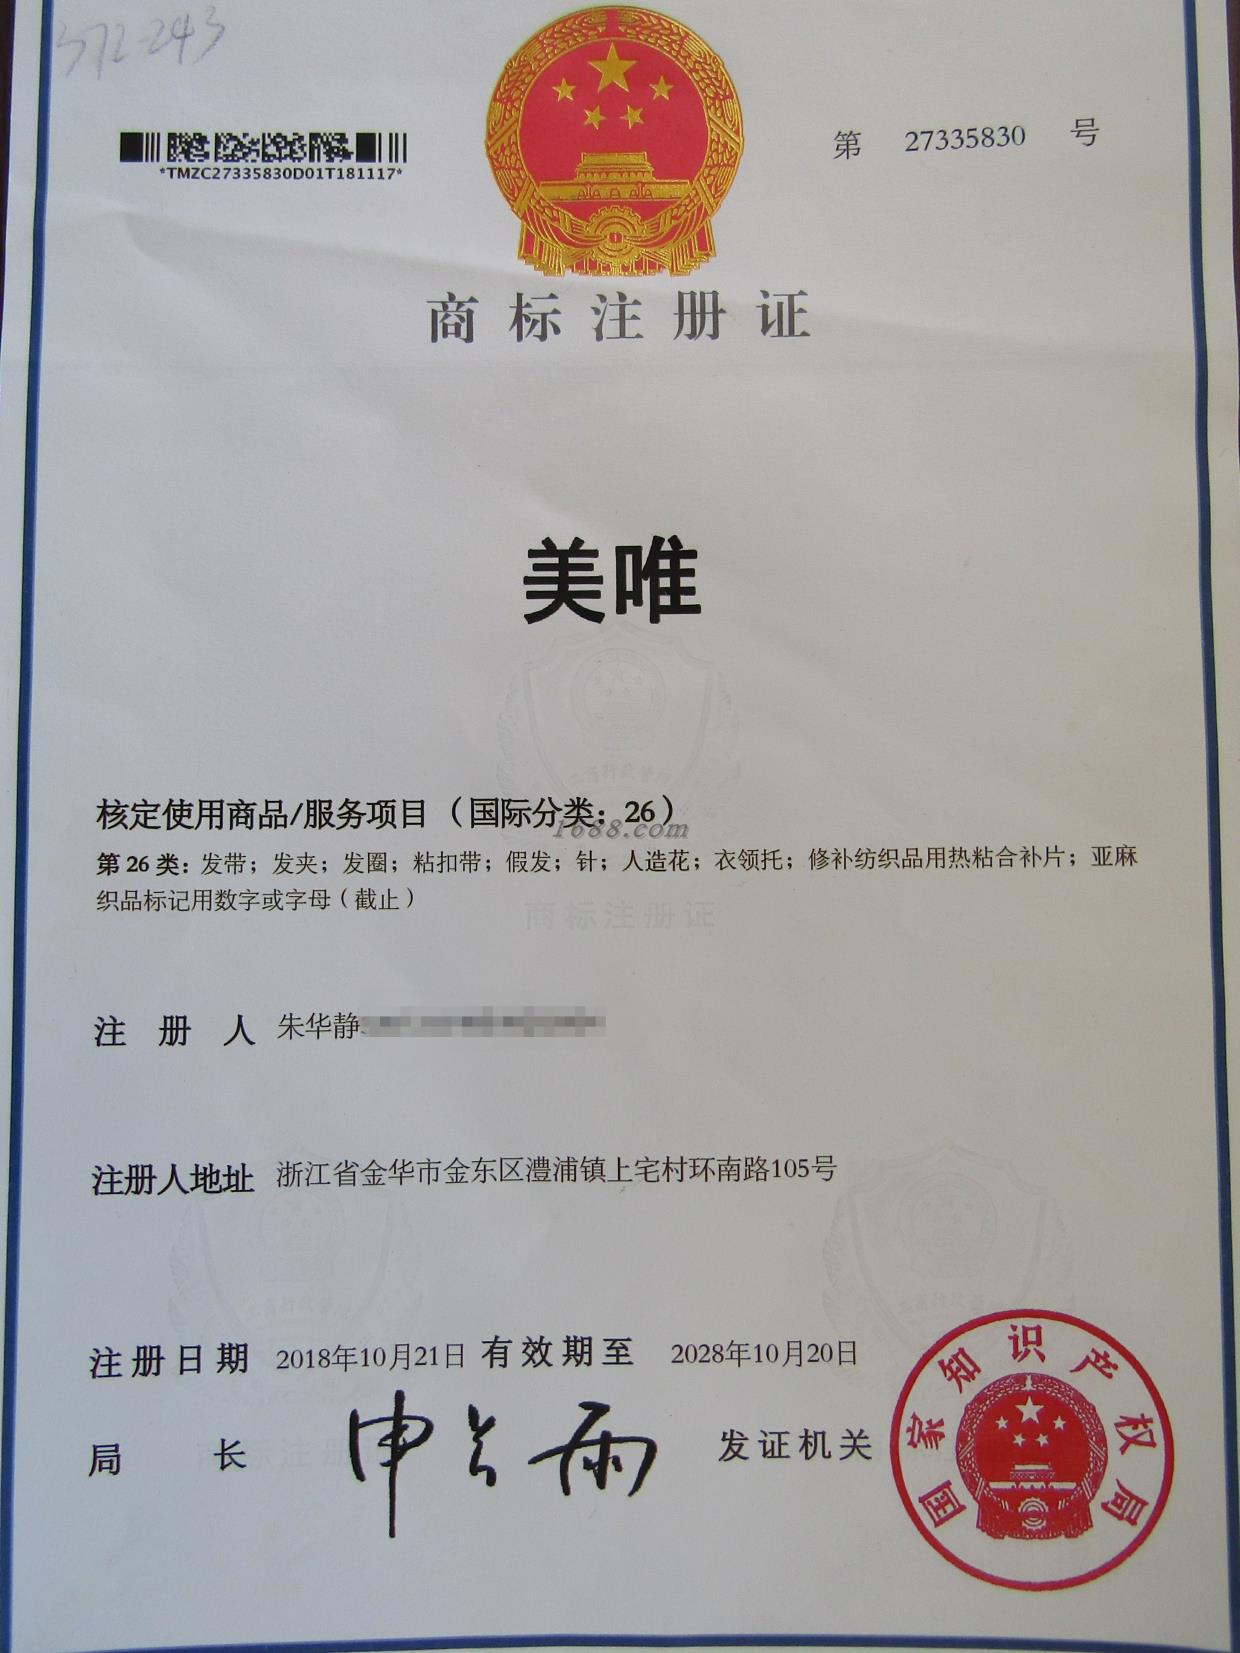 372-243
第 27335830 号
*TMZC27335830D01T181117*
商标注册证
美唯
核定使用商品/服务项目（国际分类：26）
1688.com
第 26 类：发带；发夹；发圈；粘扣带；假发；针；人造花；衣领托；修补纺织品用热粘合补片；亚麻
织品标记用数字或字母（截止）
商标注册证
注册人 朱华静
注册人地址 浙江省金华市金东区澧浦镇上宅村环南路105号
注册日期 2018年10月21日 有效期至 2028年10月20日
局长 申长雨 发证机关
国家知识产权局